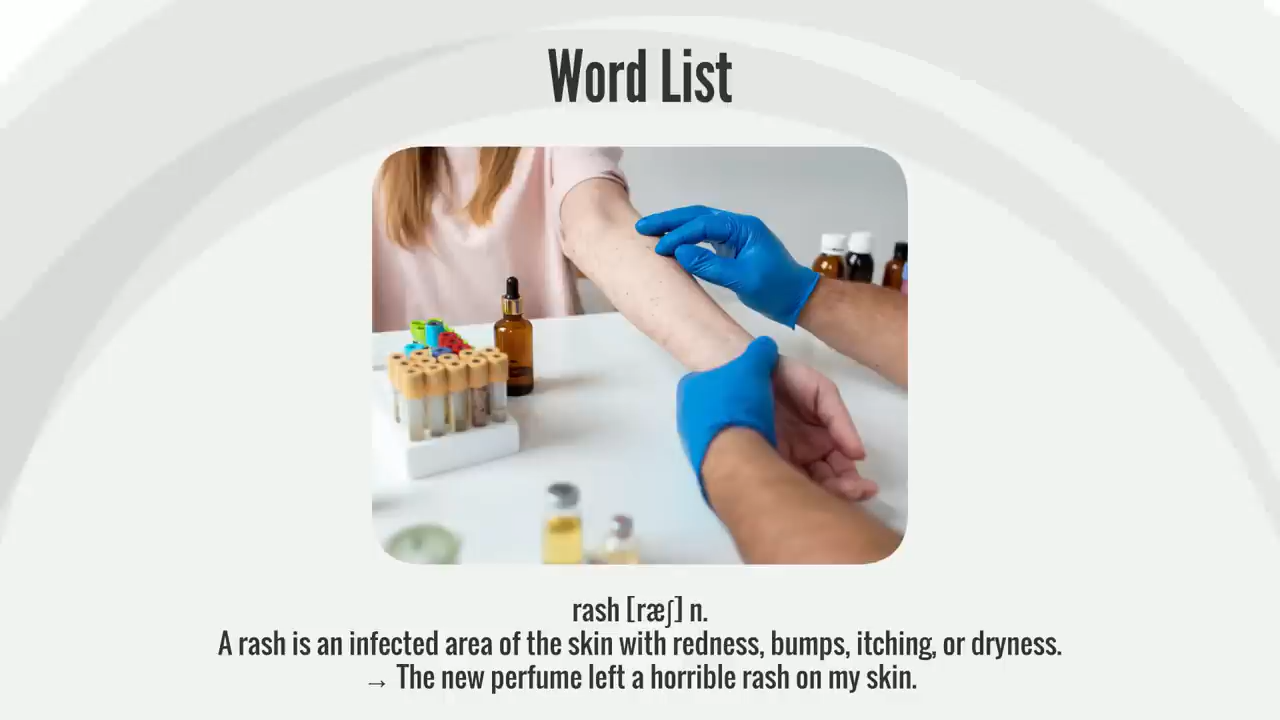 Word List
rash [ræʃ] n.
A rash is an infected area of the skin with redness, bumps, itching, or dryness.
→ The new perfume left a horrible rash on my skin.